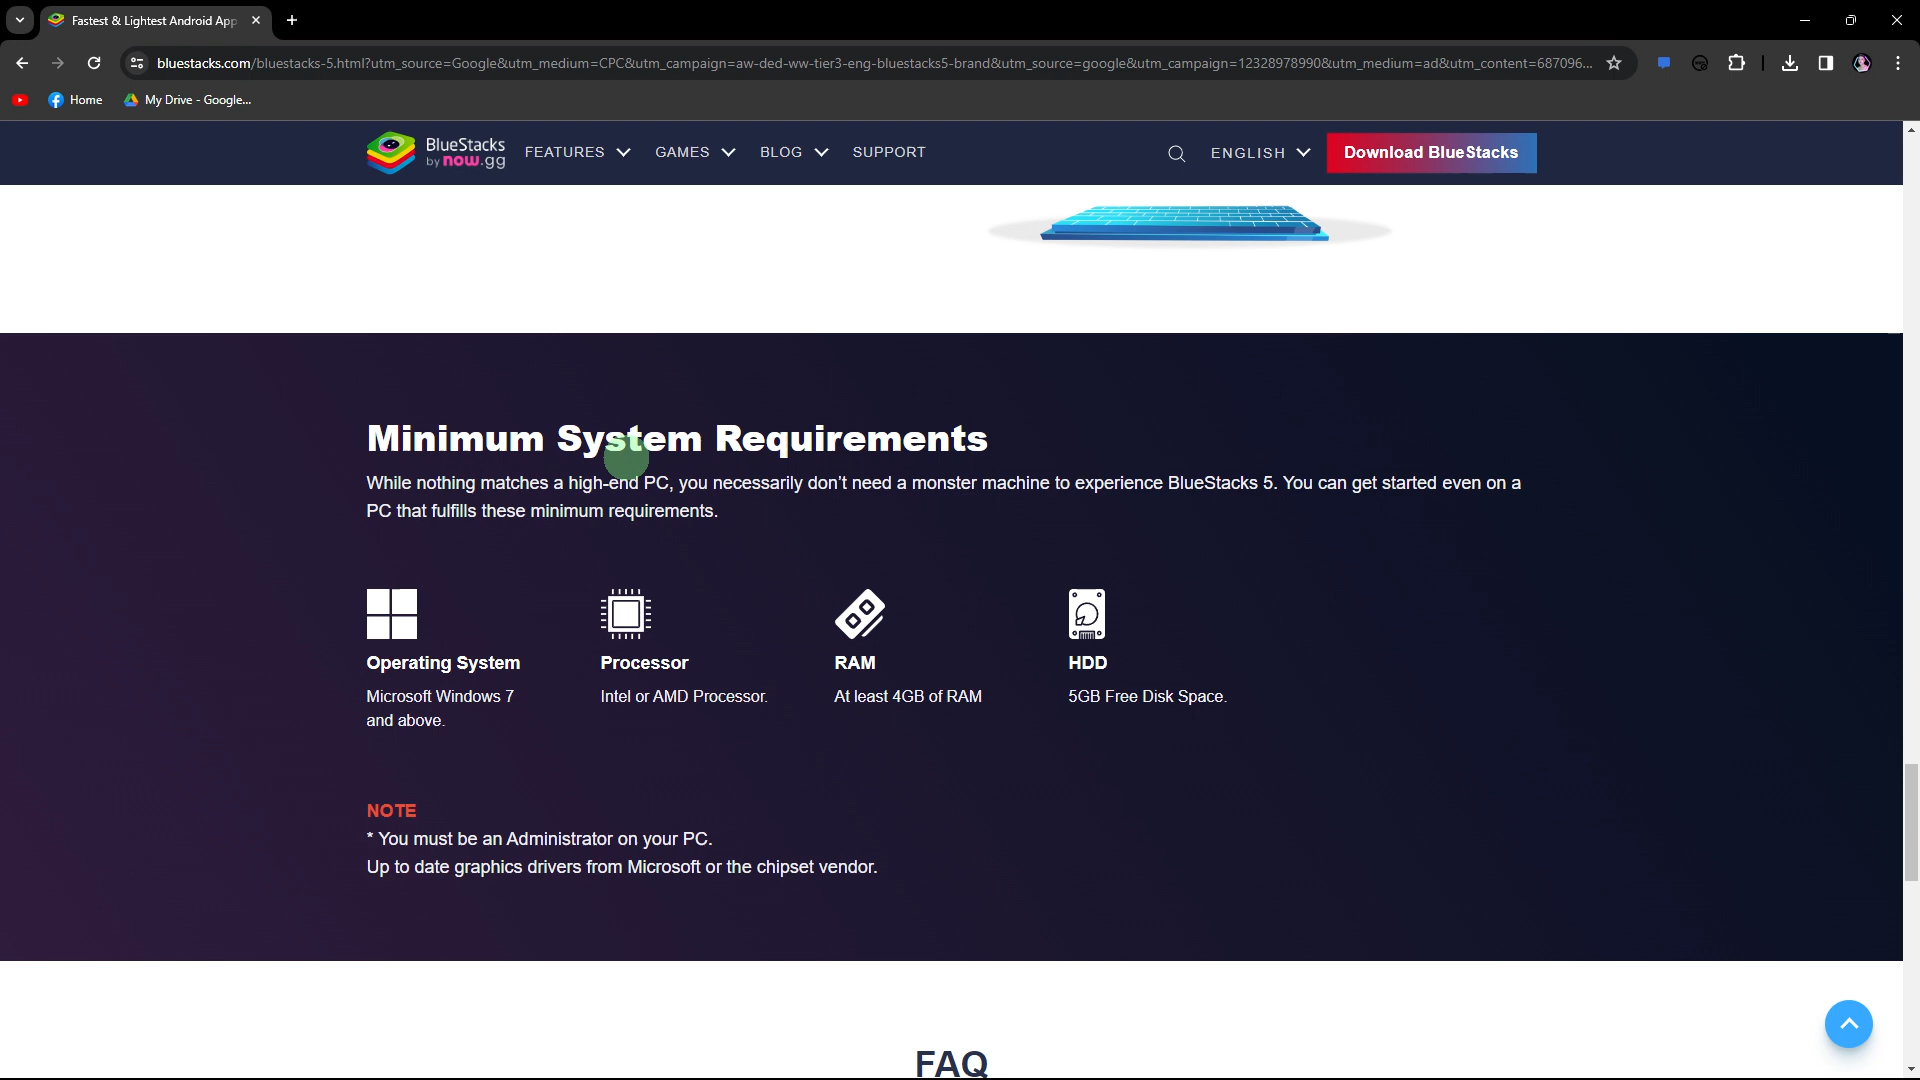 Fastest & Lightest Android App
bluestacks.com/bluestacks-5.html?utm_source=Google&utm_medium=CPC&utm_campaign=aw-ded-ww-tier3-eng-bluestacks5-brand&utm_source=google&utm_campaign=12328978990&utm_medium=ad&utm_content=687096...
Home My Drive - Google...
BlueStacks
by now.gg
FEATURES GAMES BLOG SUPPORT ENGLISH Download BlueStacks
Minimum System Requirements
While nothing matches a high-end PC, you necessarily don't need a monster machine to experience BlueStacks 5. You can get started even on a
PC that fulfills these minimum requirements.
Operating System
Microsoft Windows 7
and above.
Processor
Intel or AMD Processor.
RAM
At least 4GB of RAM
HDD
5GB Free Disk Space.
NOTE
* You must be an Administrator on your PC.
Up to date graphics drivers from Microsoft or the chipset vendor.
FAQ